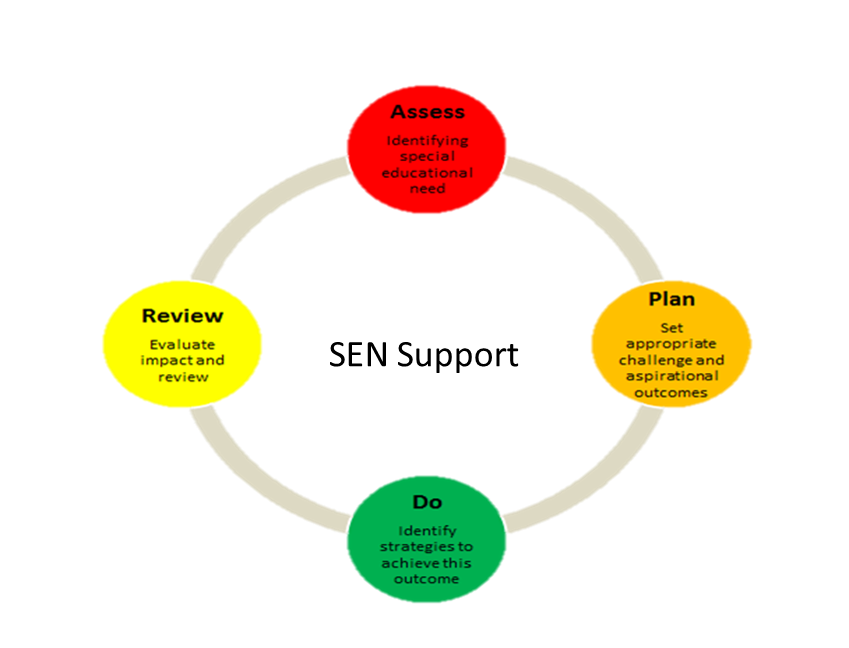 Assess
Identifying
special
educational
need
Plan
Set
appropriate
challenge and
aspirational
outcomes
Do
Identify
strategies to
achieve this
outcome
Review
Evaluate
impact and
review
SEN Support